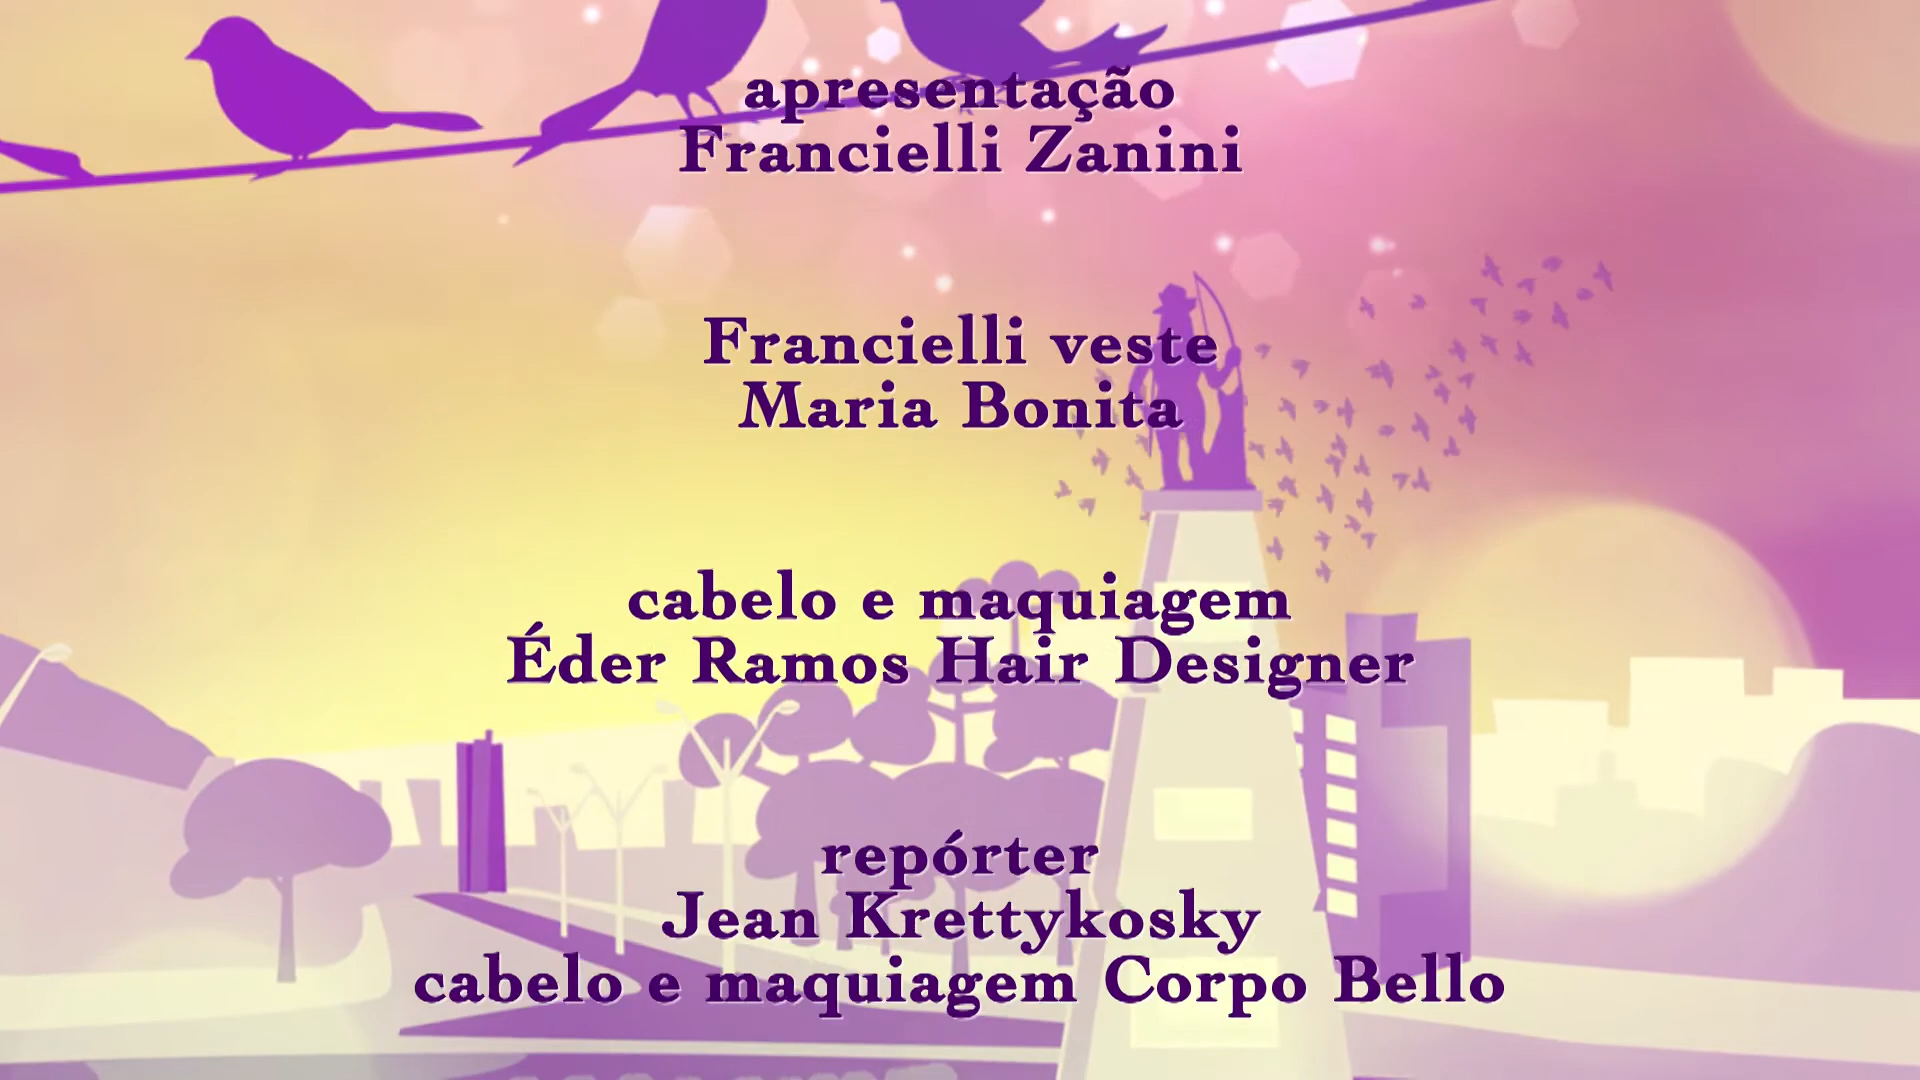 apresentação
Francielli Zanini
Francielli veste
Maria Bonita
cabelo e maquiagem
Éder Ramos Hair Designer
repórter
Jean Krettykosky
cabelo e maquiagem Corpo Bello